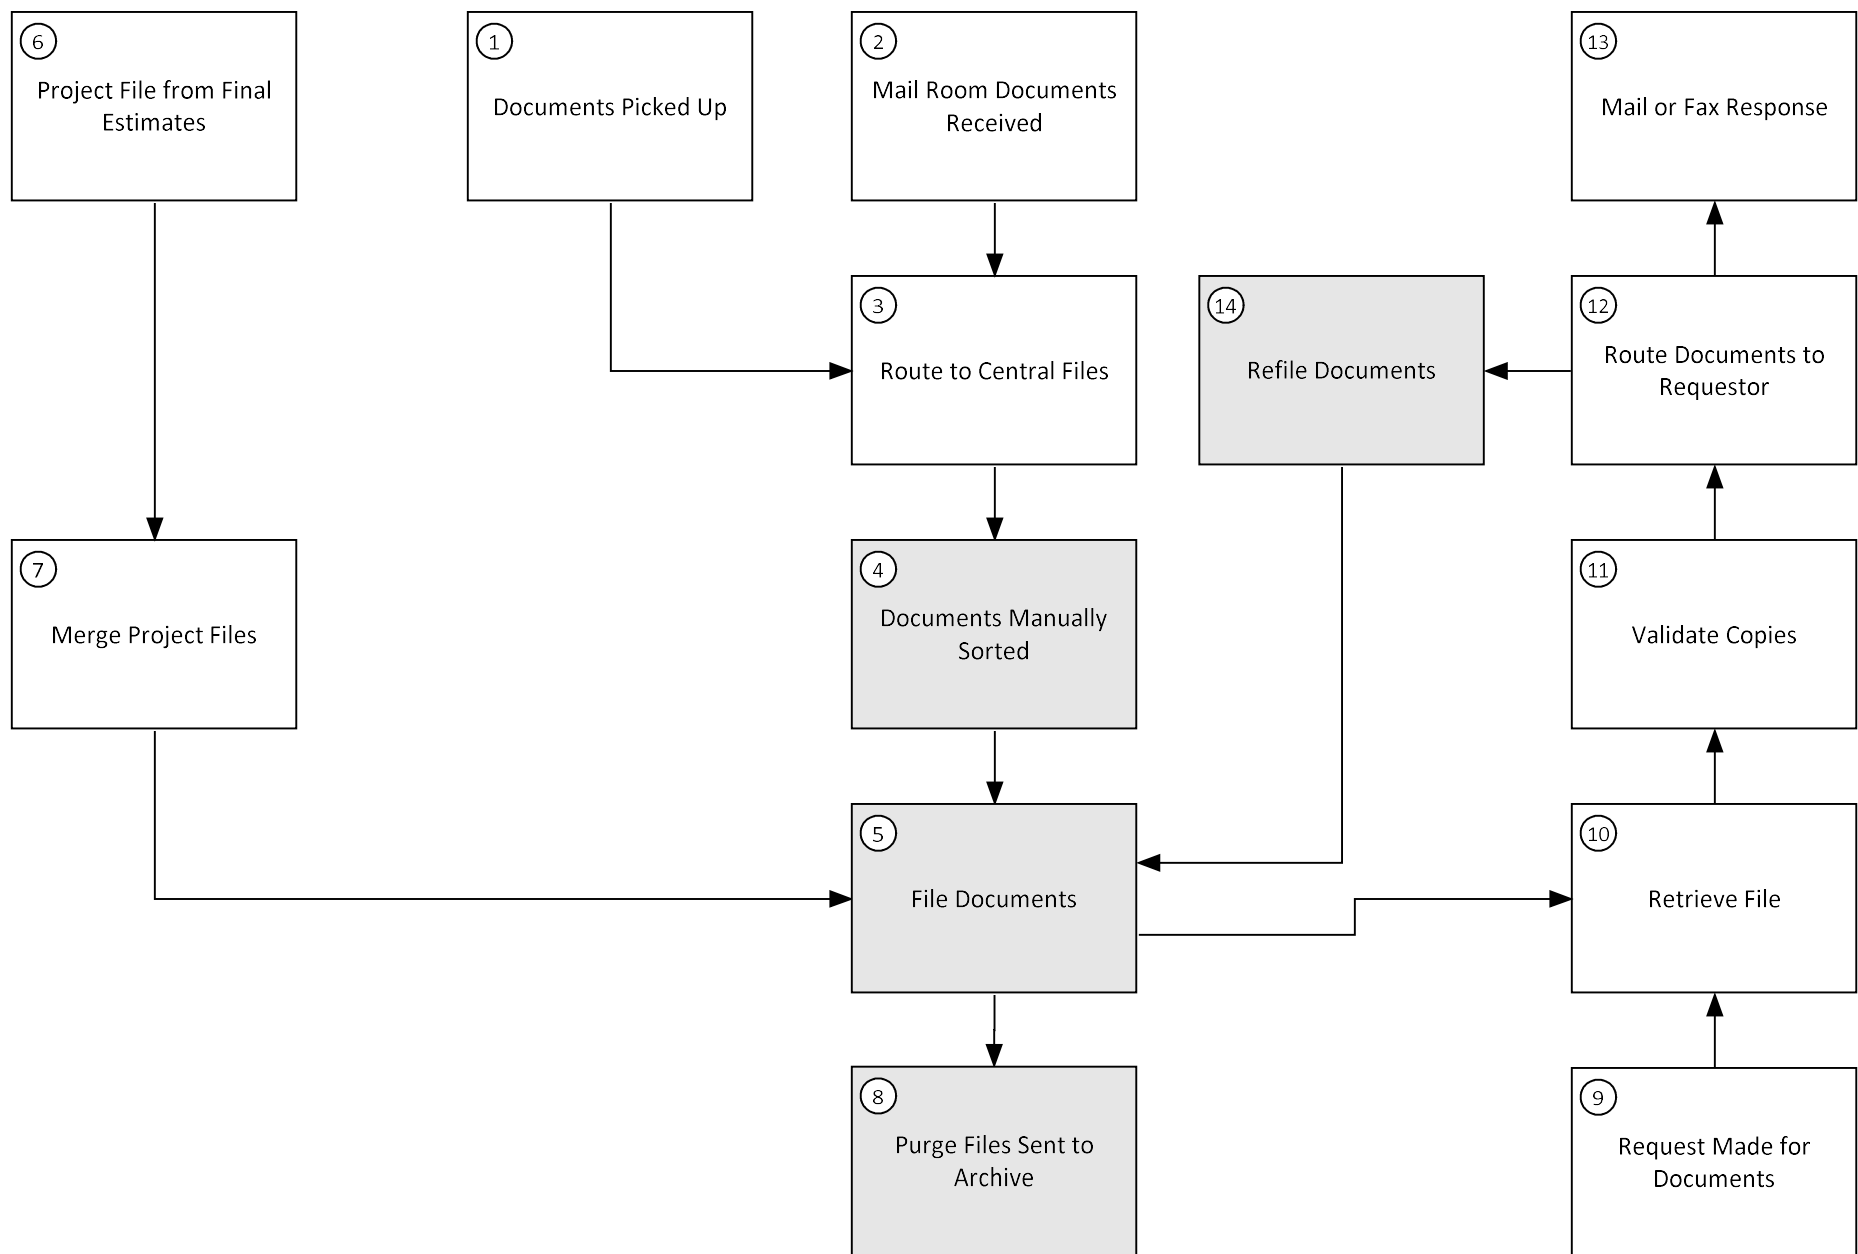 6
Project File from Final
Estimates
1
Documents Picked Up
2
Mail Room Documents
Received
13
Mail or Fax Response
3
Route to Central Files
14
Refile Documents
12
Route Documents to
Requestor
7
Merge Project Files
4
Documents Manually
Sorted
11
Validate Copies
5
File Documents
10
Retrieve File
8
Purge Files Sent to
Archive
9
Request Made for
Documents